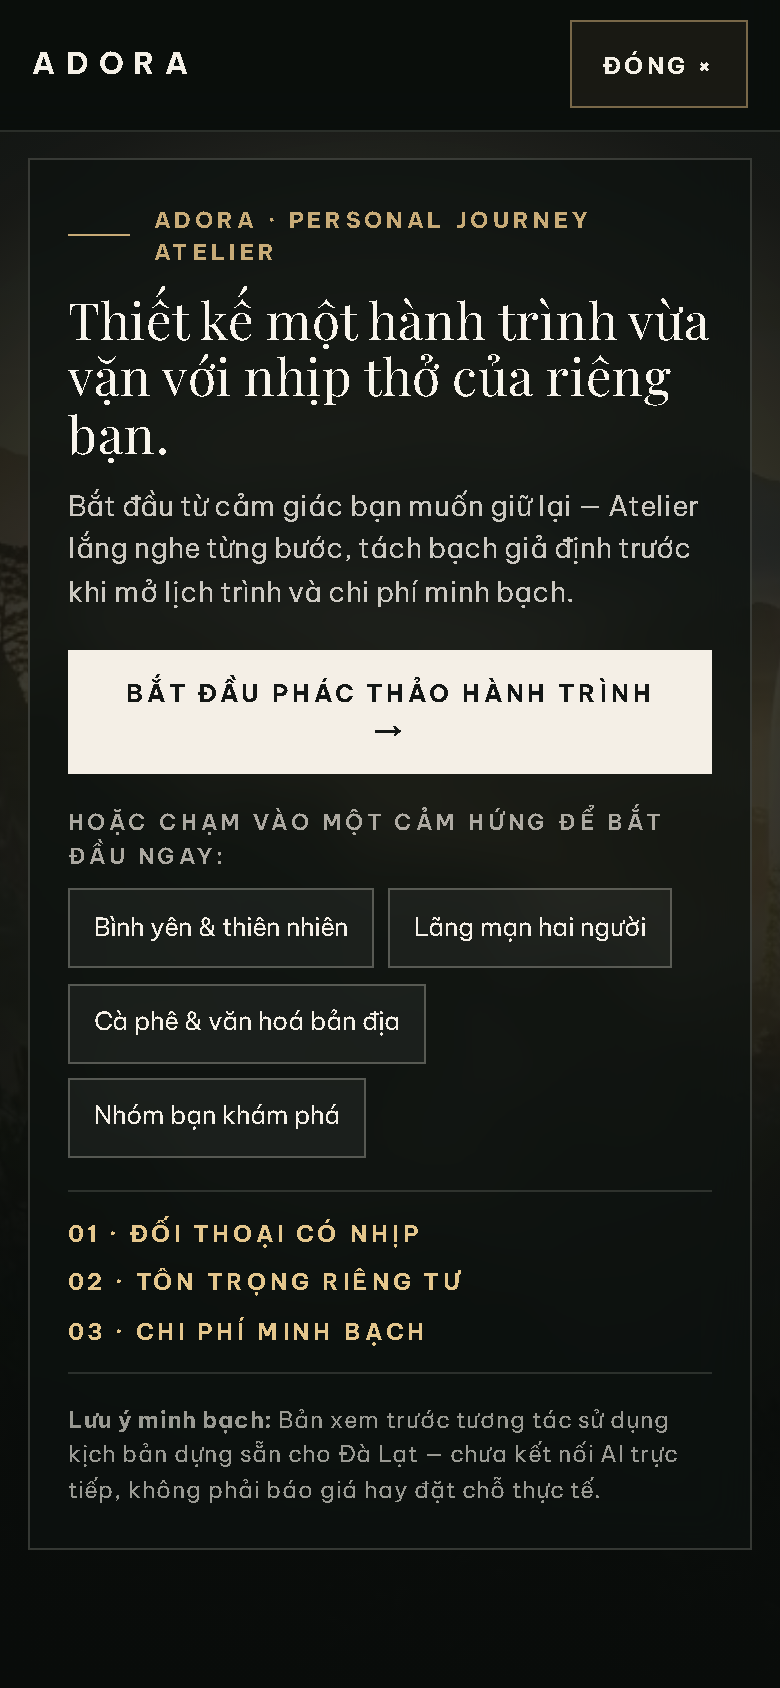 ADORA
ĐÓNG ×
ADORA · PERSONAL JOURNEY
ATELIER
Thiết kế một hành trình vừa
vặn với nhịp thở của riêng
bạn.
Bắt đầu từ cảm giác bạn muốn giữ lại — Atelier
lắng nghe từng bước, tách bạch giả định trước
khi mở lịch trình và chi phí minh bạch.
BẮT ĐẦU PHÁC THẢO HÀNH TRÌNH
→
HOẶC CHẠM VÀO MỘT CẢM HỨNG ĐỂ BẮT
ĐẦU NGAY:
Bình yên & thiên nhiên
Lãng mạn hai người
Cà phê & văn hoá bản địa
Nhóm bạn khám phá
01 · ĐỐI THOẠI CÓ NHỊP
02 · TÔN TRỌNG RIÊNG TƯ
03 · CHI PHÍ MINH BẠCH
Lưu ý minh bạch: Bản xem trước tương tác sử dụng
kịch bản dựng sẵn cho Đà Lạt — chưa kết nối AI trực
tiếp, không phải báo giá hay đặt chỗ thực tế.